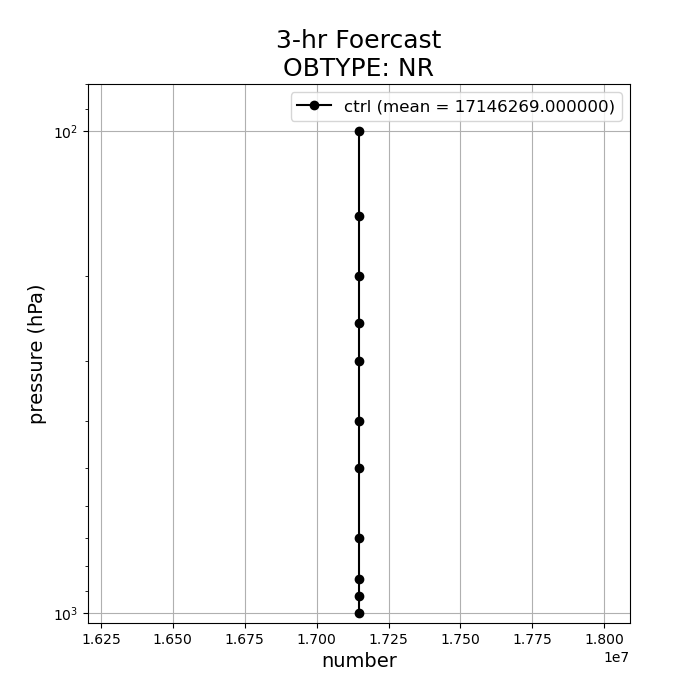 3-hr Foercast
OBTYPE: NR
ctrl (mean = 17146269.000000)
10²
10³
pressure (hPa)
1.625 1.650 1.675 1.700 1.725 1.750 1.775 1.800
1e7
number